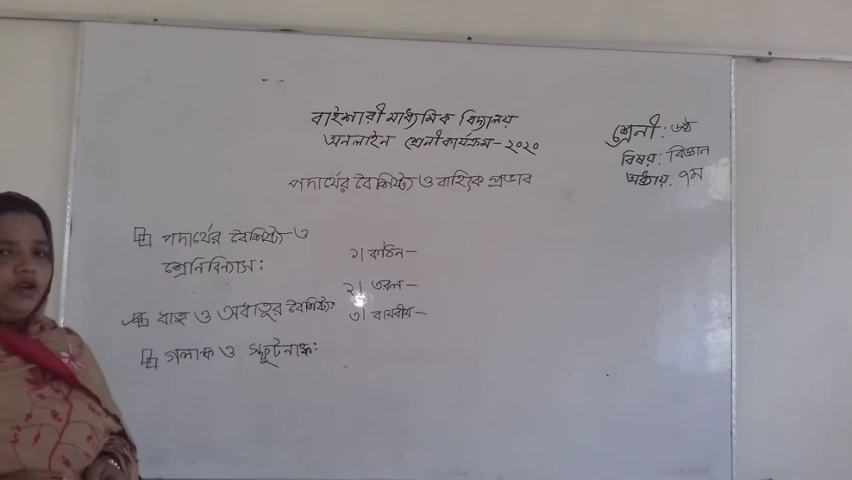 বাইশারী মাধ্যমিক বিদ্যালয়
অনলাইন শ্রেনী কার্যক্রম - ২০২০
শ্রেনী: ৬ষ্ঠ
বিষয়: বিজ্ঞান
অধ্যায়: ৭ম
পদার্থের বৈশিষ্ট্য ও বাহ্যিক প্রভাব
পদার্থের বৈশিষ্ট্য ও
শ্রেনিবিন্যাস:
ধাতু ও অধাতুর বৈশিষ্ট্য:
গলাঙ্ক ও স্ফুটনাঙ্ক:
১। কঠিন -
২। তরল -
৩। বায়বীয় -